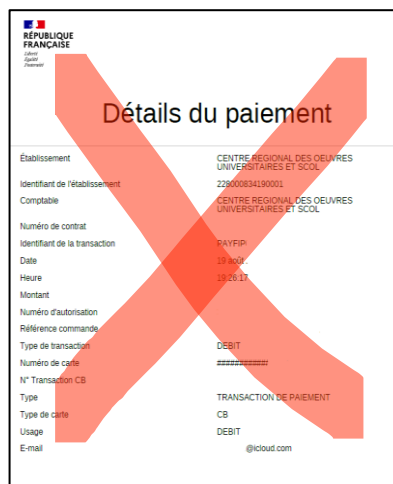 RÉPUBLIQUE
FRANÇAISE
Liberté
Égalité
Fraternité
Détails du paiement
Établissement CENTRE REGIONAL DES OEUVRES
UNIVERSITAIRES ET SCOL
Identifiant de l'établissement 228000834190001
Comptable CENTRE REGIONAL DES OEUVRES
UNIVERSITAIRES ET SCOL
Numéro de contrat
Identifiant de la transaction PAYFIP
Date 19 août
Heure 19:26:17
Montant
Numéro d'autorisation
Référence commande
Type de transaction DEBIT
Numéro de carte ############
N° Transaction CB
Type TRANSACTION DE PAIEMENT
Type de carte CB
Usage DEBIT
E-mail @icloud.com